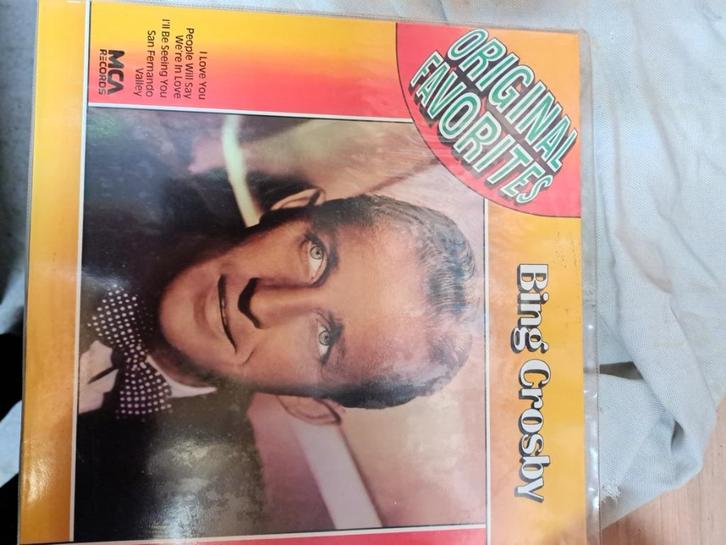 ORIGINAL
FAVORITES
Bing Crosby
I Love You
People Will Say
We're In Love
I'll Be Seeing You
San Fernando
Valley
MCA
RECORDS